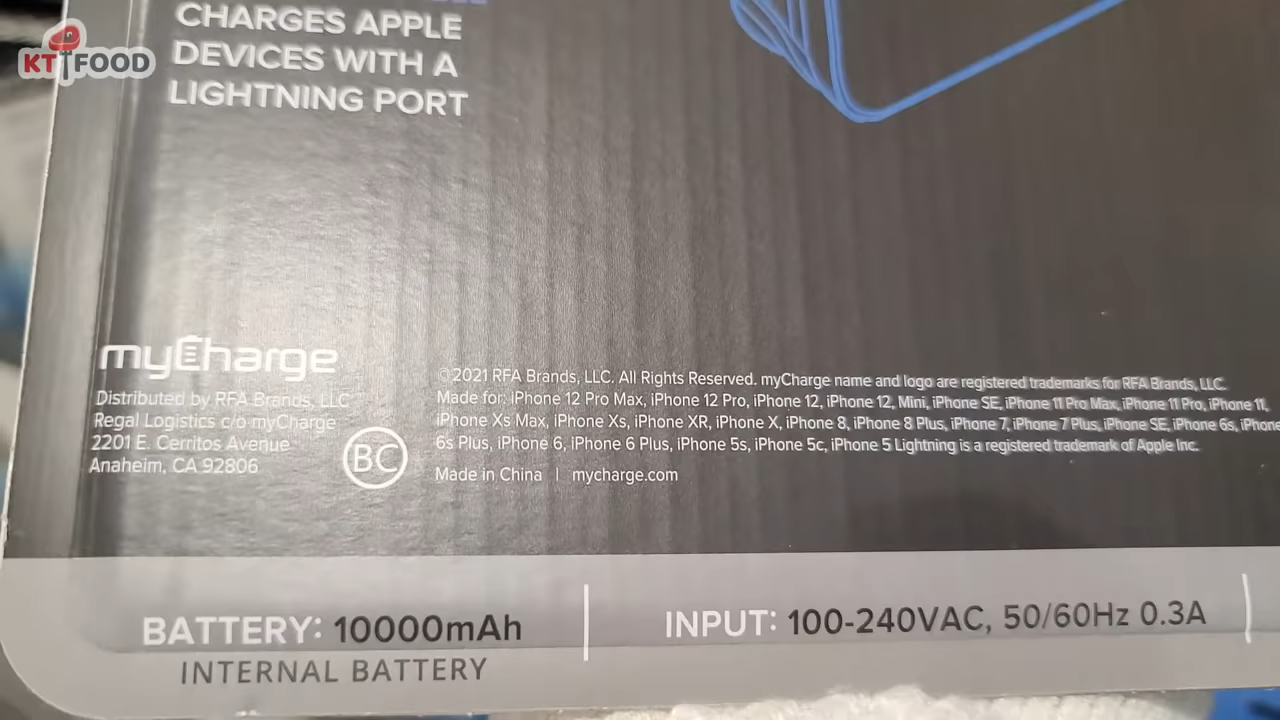 KT FOOD
CHARGES APPLE
DEVICES WITH A
LIGHTNING PORT
myCharge
Distributed by RFA Brands, LLC
Regal Logistics c/o myCharge
2201 E. Cerritos Avenue
Anaheim, CA 92806
BC
©2021 RFA Brands, LLC. All Rights Reserved. myCharge name and logo are registered trademarks for RFA Brands, LLC.
Made for: iPhone 12 Pro Max, iPhone 12 Pro, iPhone 12, iPhone 12, Mini, iPhone SE, iPhone 11 Pro Max, iPhone 11 Pro, iPhone 11,
iPhone Xs Max, iPhone Xs, iPhone XR, iPhone X, iPhone 8, iPhone 8 Plus, iPhone 7, iPhone 7 Plus, iPhone SE, iPhone 6s, iPhone
6s Plus, iPhone 6, iPhone 6 Plus, iPhone 5s, iPhone 5c, iPhone 5 Lightning is a registered trademark of Apple Inc.
Made in China | mycharge.com
BATTERY: 10000mAh
INTERNAL BATTERY
INPUT: 100-240VAC, 50/60Hz 0.3A